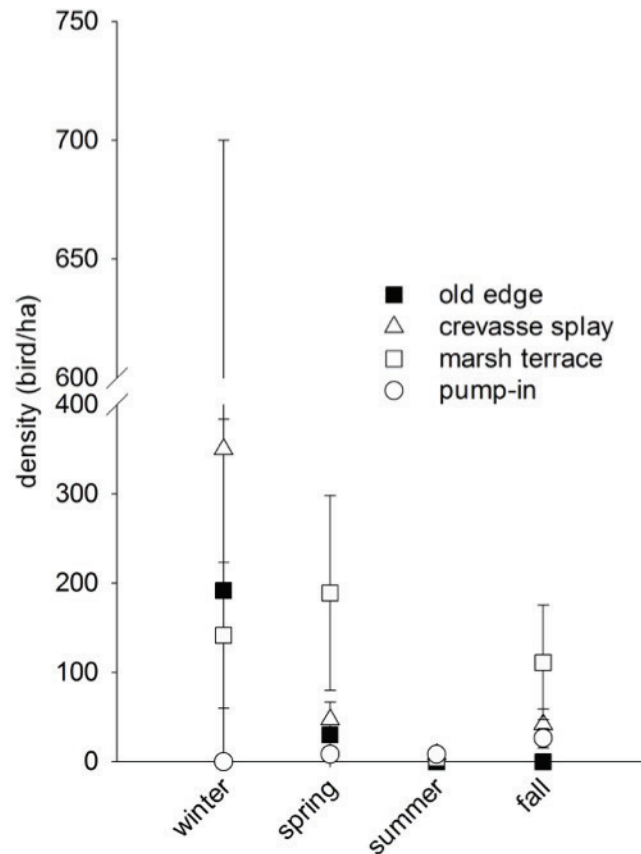 750
700
650
600
400
300
200
100
0
density (bird/ha)
old edge
crevasse splay
marsh terrace
pump-in
winter
spring
summer
fall